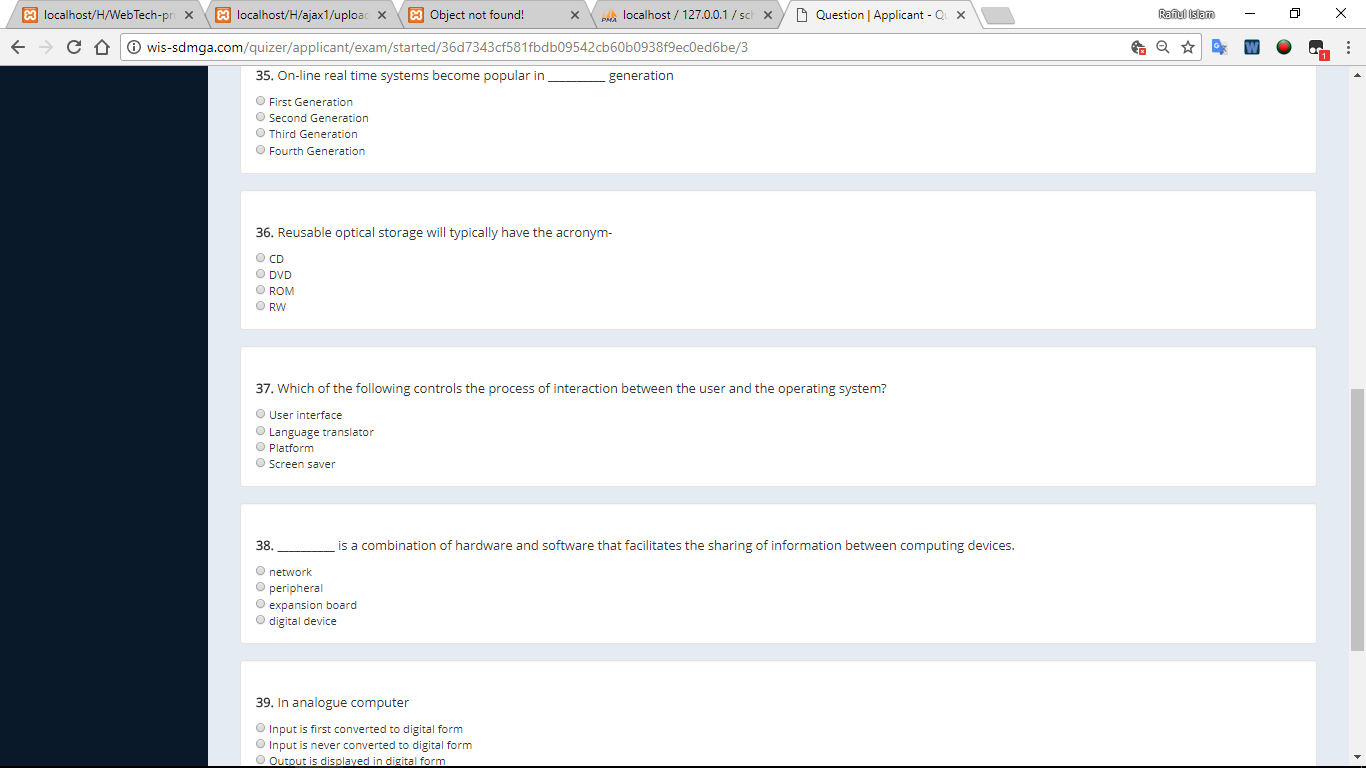 localhost/H/WebTech-pr
localhost/H/ajax1/upload
Object not found!
localhost / 127.0.0.1 / sch
Question | Applicant - Qu
Rafiul Islam
wis-sdmga.com/quizer/applicant/exam/started/36d7343cf581fbdb09542cb60b0938f9ec0ed6be/3
35. On-line real time systems become popular in __________ generation
First Generation
Second Generation
Third Generation
Fourth Generation
36. Reusable optical storage will typically have the acronym-
CD
DVD
ROM
RW
37. Which of the following controls the process of interaction between the user and the operating system?
User interface
Language translator
Platform
Screen saver
38. __________ is a combination of hardware and software that facilitates the sharing of information between computing devices.
network
peripheral
expansion board
digital device
39. In analogue computer
Input is first converted to digital form
Input is never converted to digital form
Output is displayed in digital form